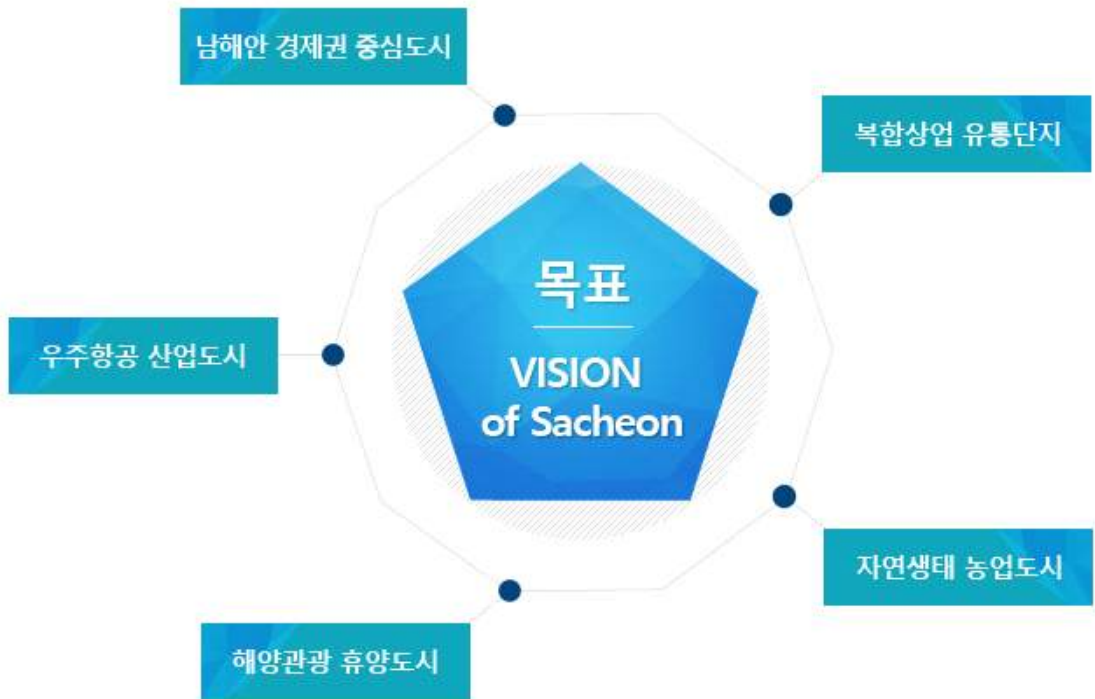 남해안 경제권 중심도시
복합상업 유통단지
목표
VISION
of Sacheon
우주항공 산업도시
자연생태 농업도시
해양관광 휴양도시